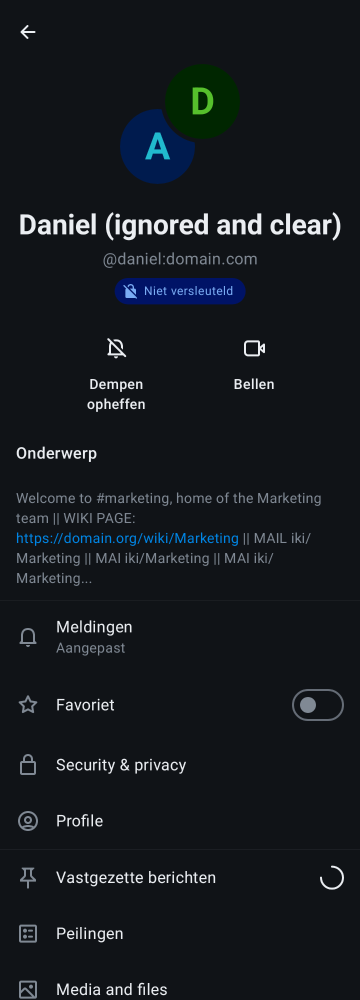 D
A
Daniel (ignored and clear)
@daniel:domain.com
Niet versleuteld
Dempen
opheffen
Bellen
Onderwerp
Welcome to #marketing, home of the Marketing
team || WIKI PAGE:
https://domain.org/wiki/Marketing || MAIL iki/
Marketing || MAI iki/Marketing || MAI iki/
Marketing...
Meldingen
Aangepast
Favoriet
Security & privacy
Profile
Vastgezette berichten
Peilingen
Media and files